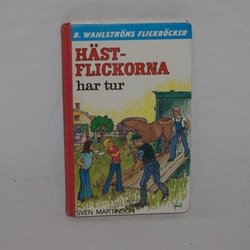 B. WAHLSTRÖMS FLICKBÖCKER
HÄST-
FLICKORNA
har tur
SVEN MARTINSON